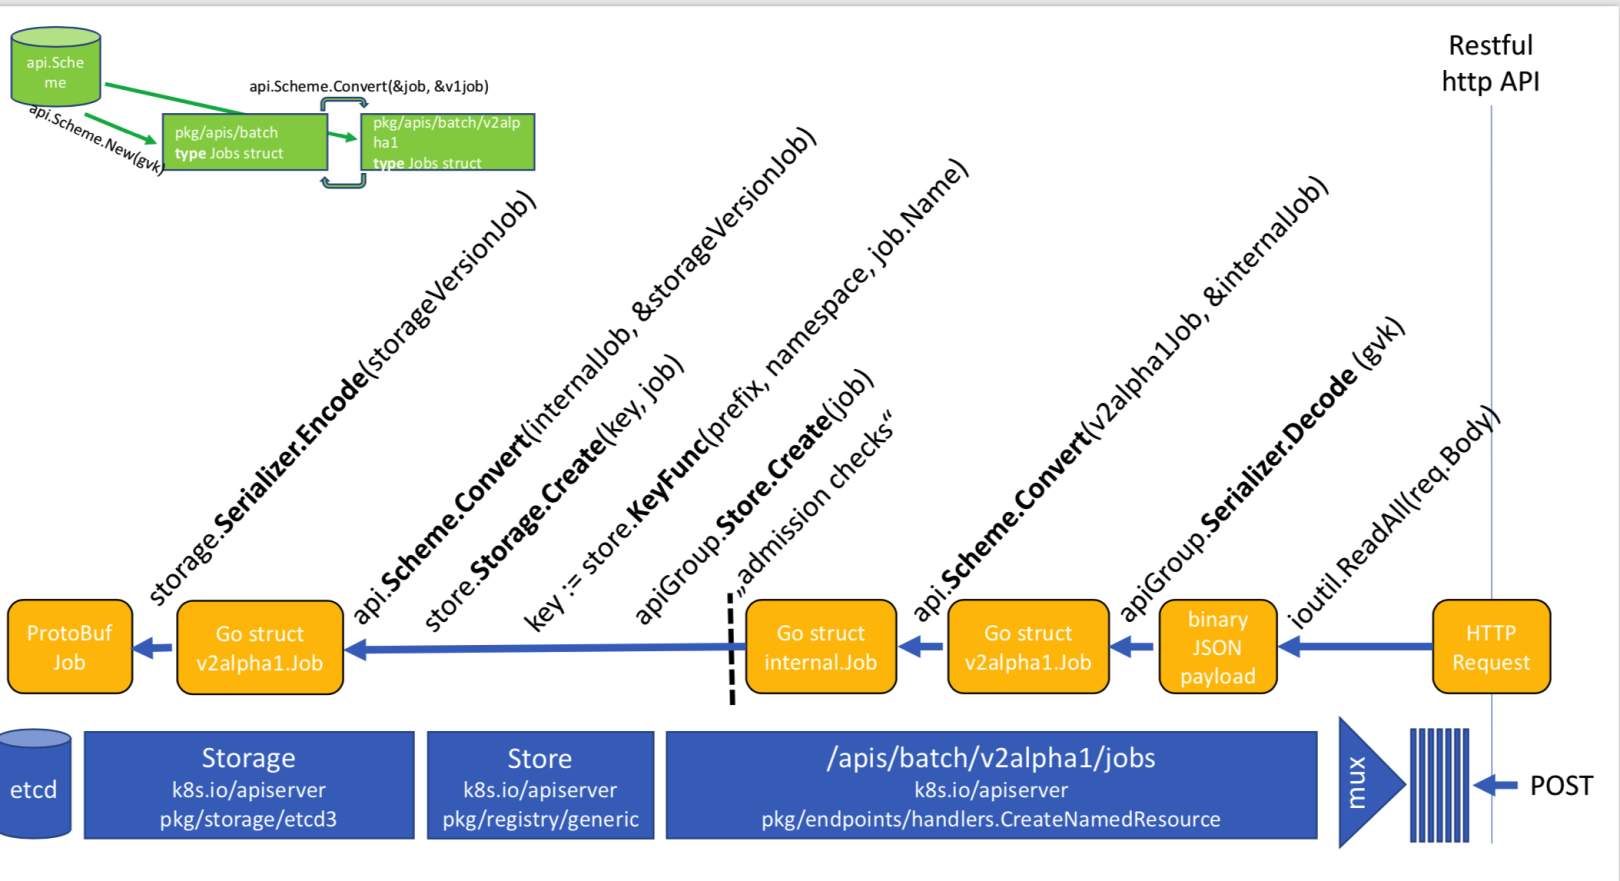 Restful
http API
api.Sche
me
api.Scheme.New(gvk)
api.Scheme.Convert(&job, &v1job)
pkg/apis/batch
type Jobs struct
pkg/apis/batch/v2alp
ha1
type Jobs struct
storage.Serializer.Encode(storageVersionJob)
api.Scheme.Convert(internalJob, &storageVersionJob)
store.Storage.Create(key, job)
key := store.KeyFunc(prefix, namespace, job.Name)
apiGroup.Store.Create(job)
„admission checks“
api.Scheme.Convert(v2alpha1Job, &internalJob)
apiGroup.Serializer.Decode (gvk)
ioutil.ReadAll(req.Body)
ProtoBuf
Job
Go struct
v2alpha1.Job
Go struct
internal.Job
Go struct
v2alpha1.Job
binary
JSON
payload
HTTP
Request
etcd
Storage
k8s.io/apiserver
pkg/storage/etcd3
Store
k8s.io/apiserver
pkg/registry/generic
/apis/batch/v2alpha1/jobs
k8s.io/apiserver
pkg/endpoints/handlers.CreateNamedResource
mux
POST